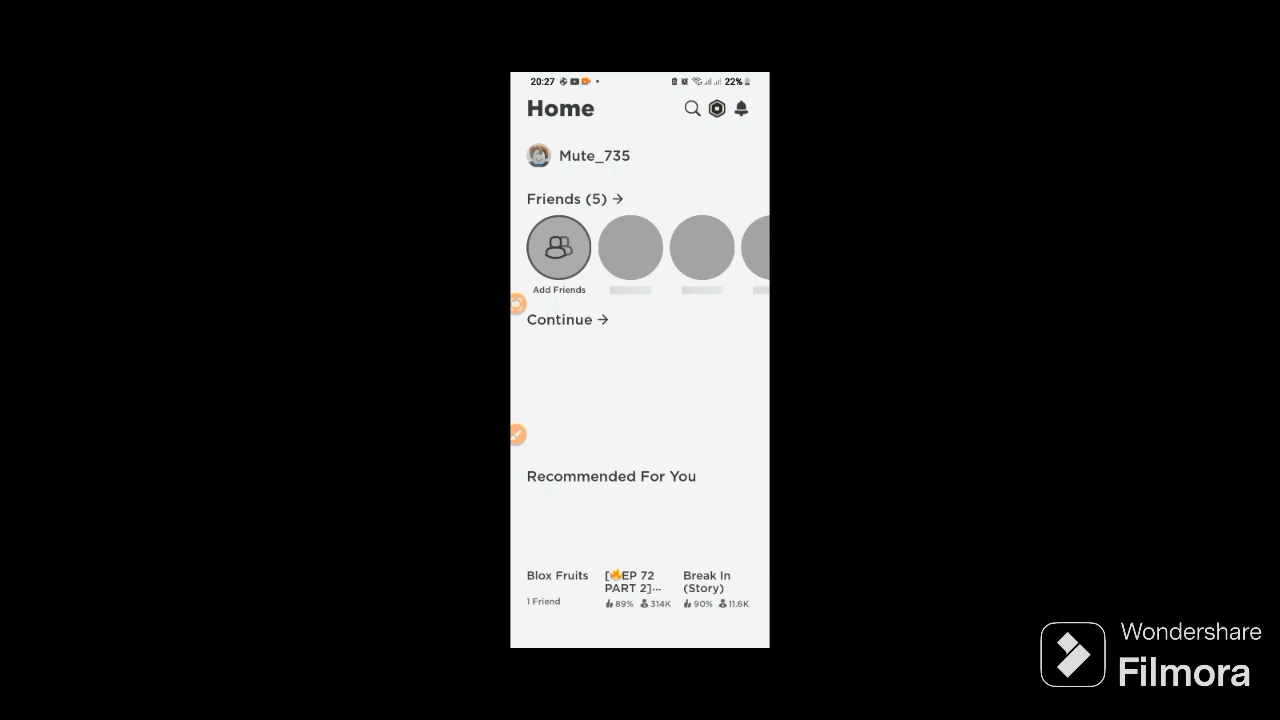 20:27
22%
Home
Mute_735
Friends (5) →
Add Friends
Continue →
Recommended For You
Blox Fruits
1 Friend
[🔥EP 72
PART 2]...
89% 314K
Break In
(Story)
90% 11.6K
Wondershare
Filmora